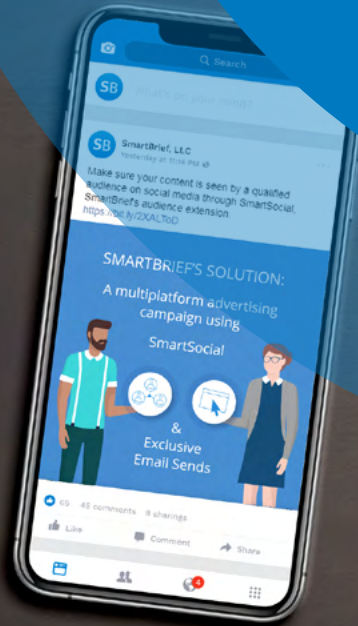 Search
SB
What's on your mind?
SB
SmartBrief, LLC
Yesterday at 11:14 PM
Make sure your content is seen by a qualified
audience on social media through SmartSocial,
SmartBrief's audience extension.
https://bit.ly/2XALToD
SMARTBRIEF'S SOLUTION:
A multiplatform advertising
campaign using
SmartSocial
&
Exclusive
Email Sends
65 45 comments 8 sharings
Like Comment Share
4